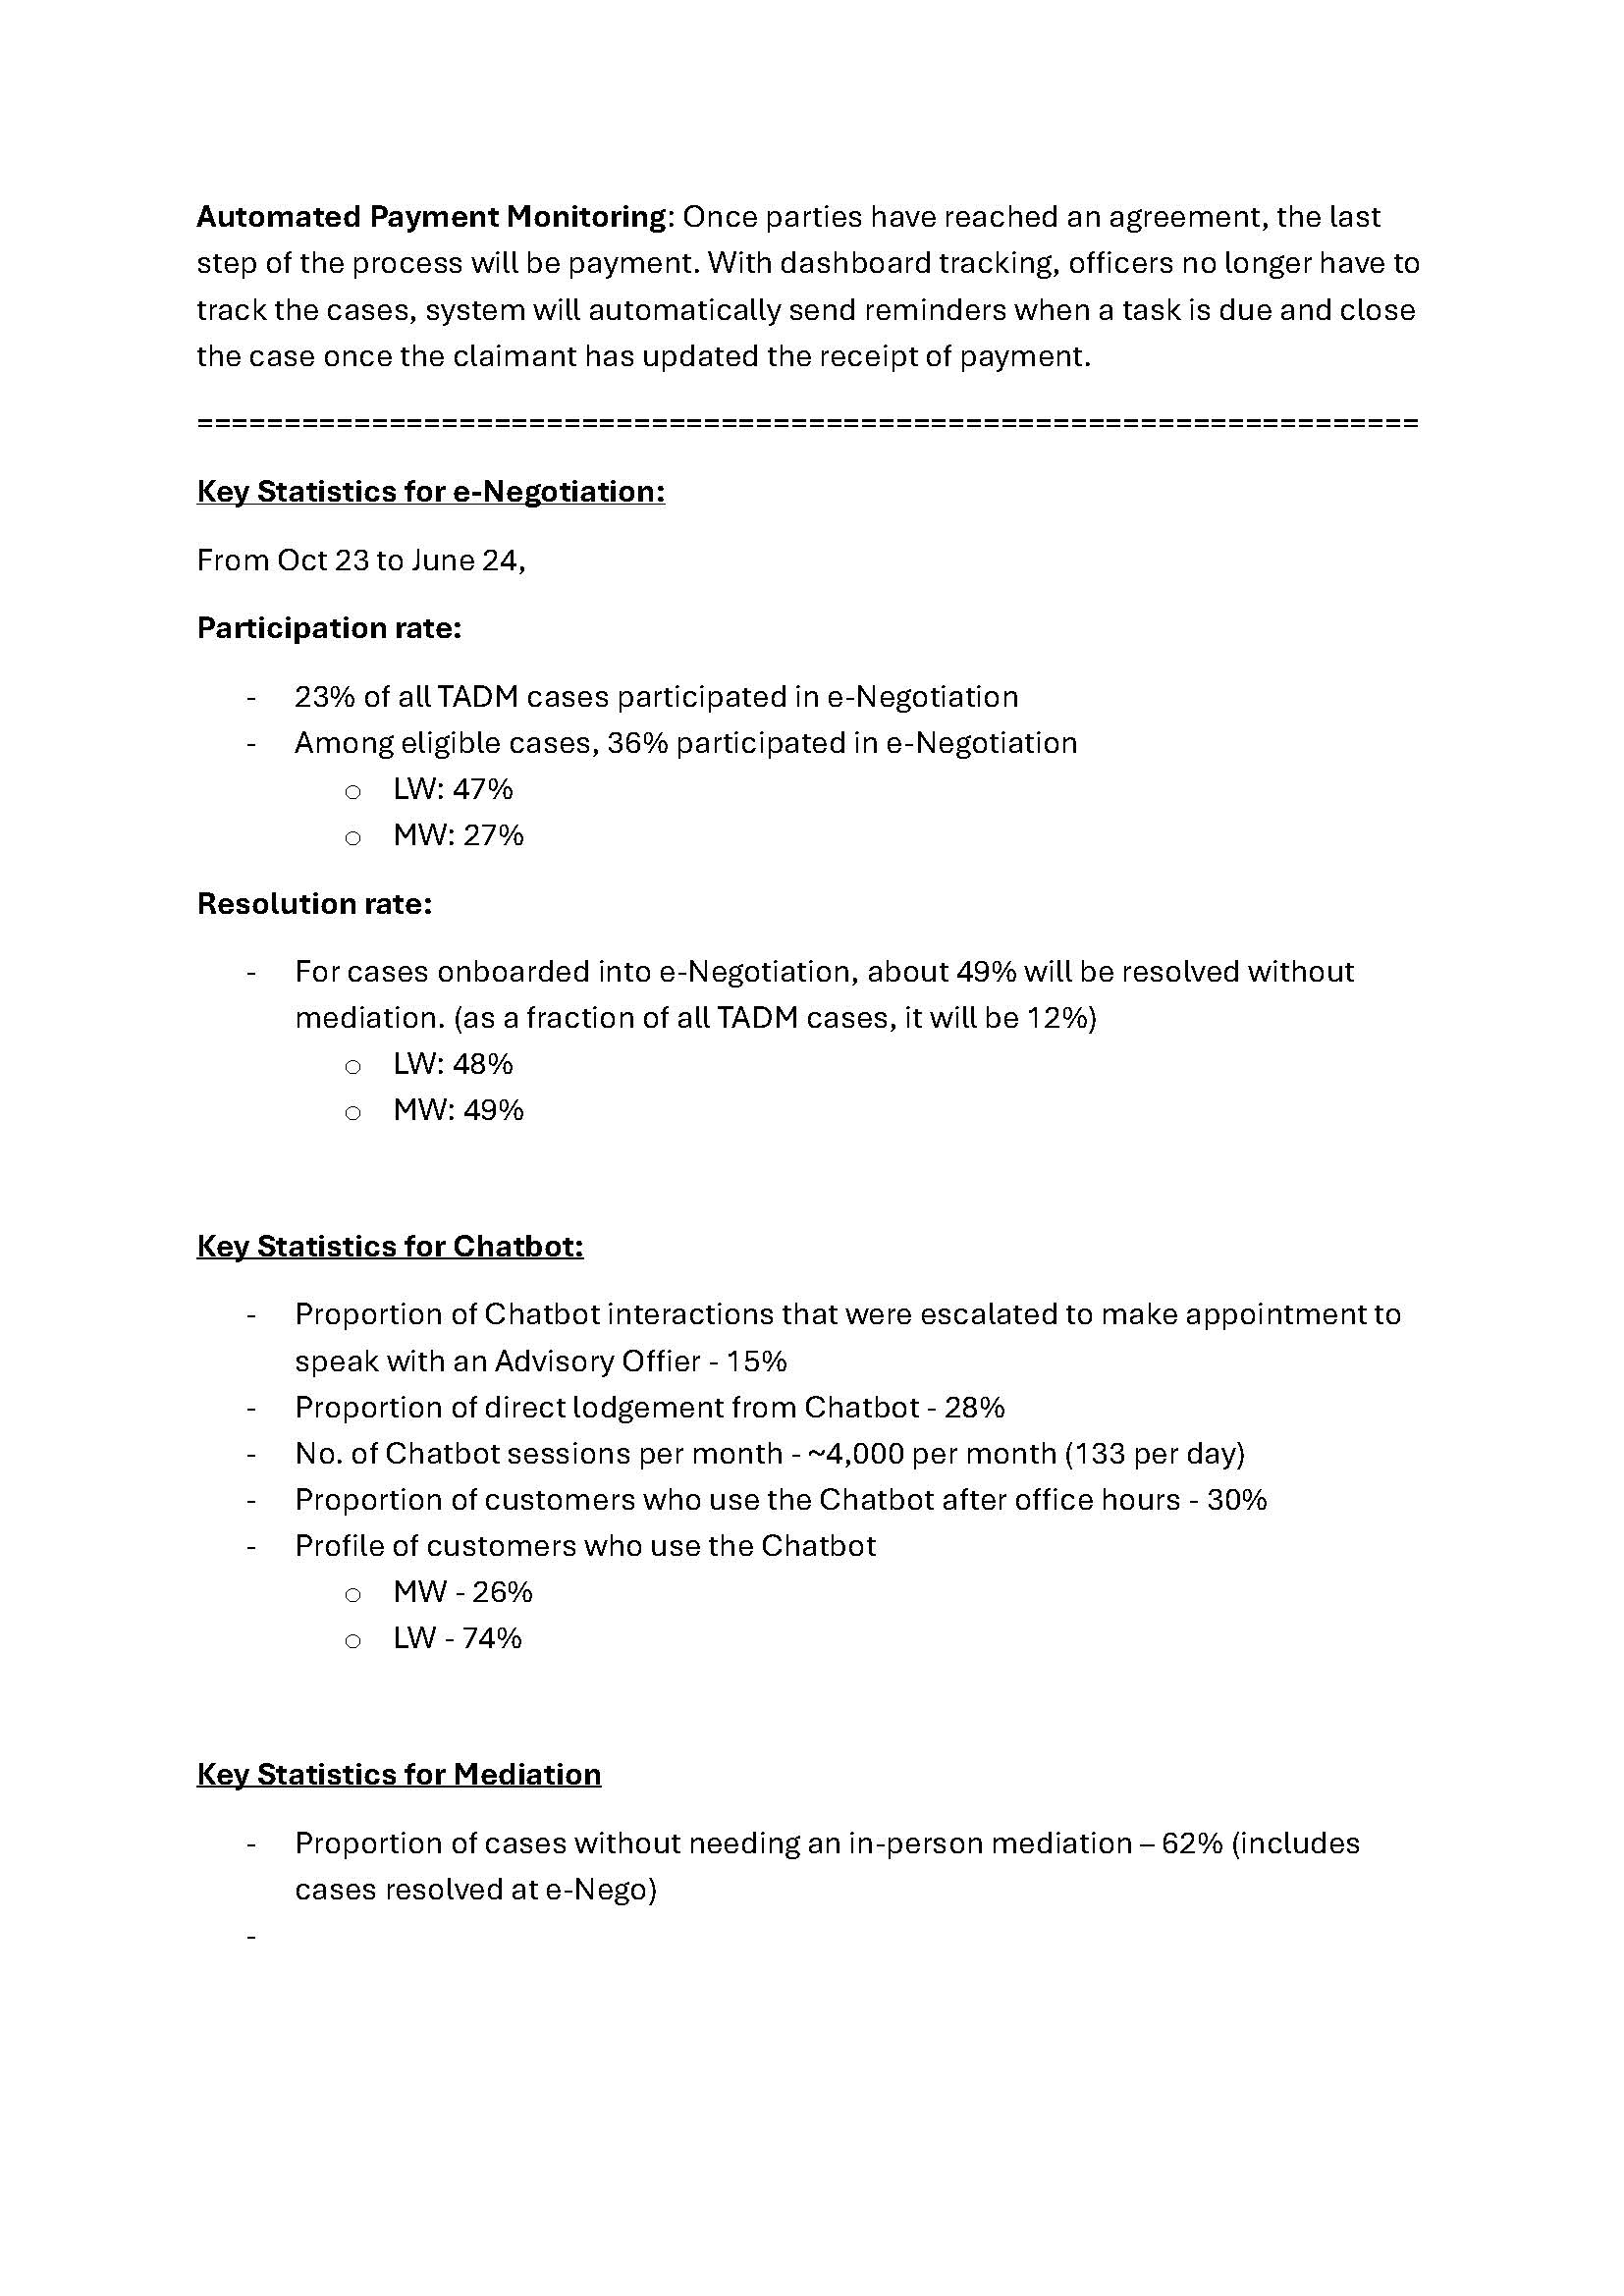 Automated Payment Monitoring: Once parties have reached an agreement, the last
step of the process will be payment. With dashboard tracking, officers no longer have to
track the cases, system will automatically send reminders when a task is due and close
the case once the claimant has updated the receipt of payment.
======================================================================
Key Statistics for e-Negotiation:
From Oct 23 to June 24,
Participation rate:
- 23% of all TADM cases participated in e-Negotiation
- Among eligible cases, 36% participated in e-Negotiation
o LW: 47%
o MW: 27%
Resolution rate:
- For cases onboarded into e-Negotiation, about 49% will be resolved without
mediation. (as a fraction of all TADM cases, it will be 12%)
o LW: 48%
o MW: 49%
Key Statistics for Chatbot:
- Proportion of Chatbot interactions that were escalated to make appointment to
speak with an Advisory Offier - 15%
- Proportion of direct lodgement from Chatbot - 28%
- No. of Chatbot sessions per month - ~4,000 per month (133 per day)
- Proportion of customers who use the Chatbot after office hours - 30%
- Profile of customers who use the Chatbot
o MW - 26%
o LW - 74%
Key Statistics for Mediation
- Proportion of cases without needing an in-person mediation – 62% (includes
cases resolved at e-Nego)
-